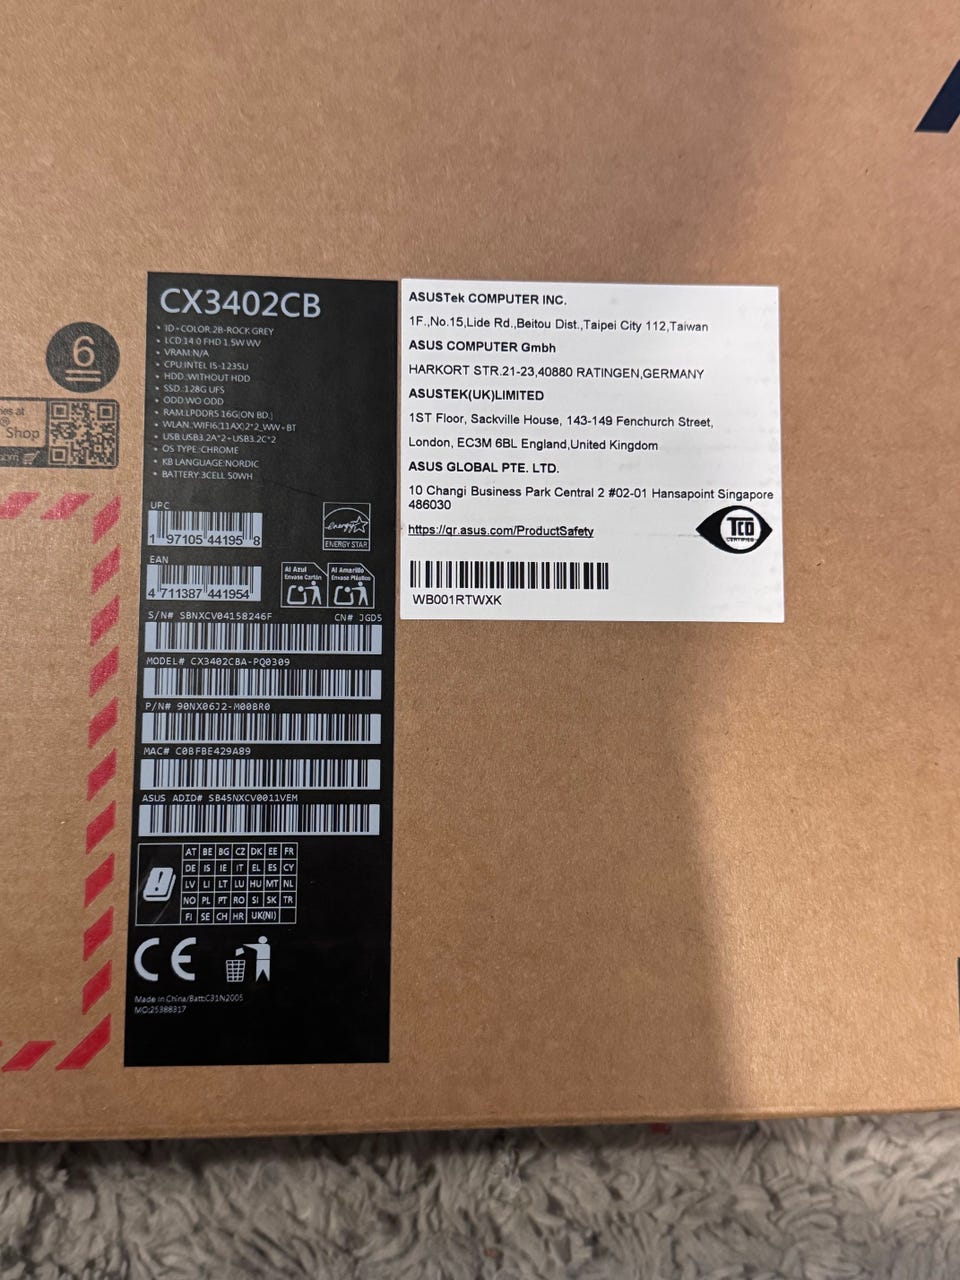 6
Shop
CX3402CB
• ID-COLOR:2B-ROCK GREY
• LCD:14.0 FHD 1.5W WV
• VRAM:N/A
• CPU:INTEL I5-1235U
• HDD:WITHOUT HDD
• SSD:128G UFS
• ODD:WO ODD
• RAM:LPDDR5 16G[ON BD.]
• WLAN:WIFI6(11AX)2*2_WW+BT
• USB:USB3.2A*2+USB3.2C*2
• OS TYPE:CHROME
• KB LANGUAGE:NORDIC
• BATTERY:3CELL 50WH
UPC
1 97105 44195 8
ENERGY STAR
EAN
4 711387 441954
Al Azul
Envase Cartón
Al Amarillo
Envase Plástico
S/N# SBNXCV04158246F CN# JGD5
MODEL# CX3402CBA-PQ0309
P/N# 90NX06J2-M00BR0
MAC# C0BFBE429A89
ASUS ADID# SB45NXCV0011VEM
AT BE BG CZ DK EE FR
DE IS IE IT EL ES CY
LV LI LT LU HU MT NL
NO PL PT RO SI SK TR
FI SE CH HR UK(NI)
CE
Made in China/Batt:C31N2005
MO:25388317
ASUSTek COMPUTER INC.
1F.,No.15,Lide Rd.,Beitou Dist.,Taipei City 112,Taiwan
ASUS COMPUTER Gmbh
HARKORT STR.21-23,40880 RATINGEN,GERMANY
ASUSTEK(UK)LIMITED
1ST Floor, Sackville House, 143-149 Fenchurch Street,
London, EC3M 6BL England,United Kingdom
ASUS GLOBAL PTE. LTD.
10 Changi Business Park Central 2 #02-01 Hansapoint Singapore
486030
https://qr.asus.com/ProductSafety
TCO
CERTIFIED
WB001RTWXK